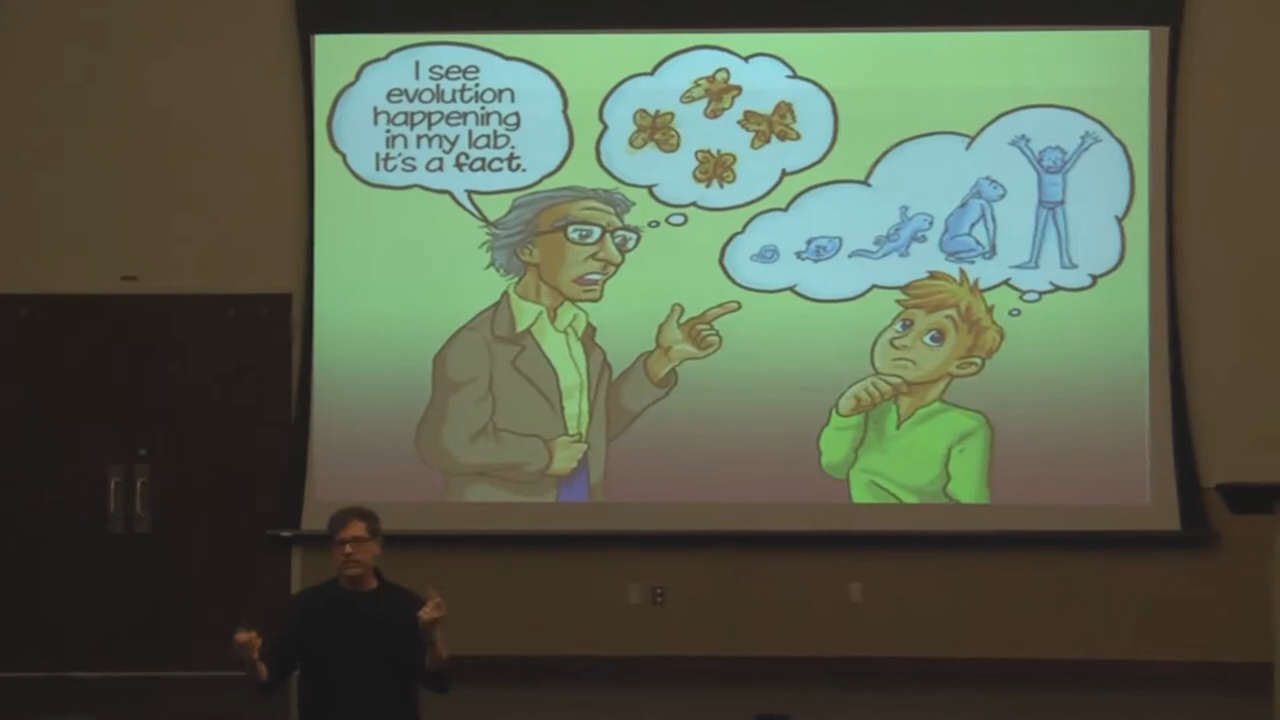 I see
evolution
happening
in my lab.
It's a fact.